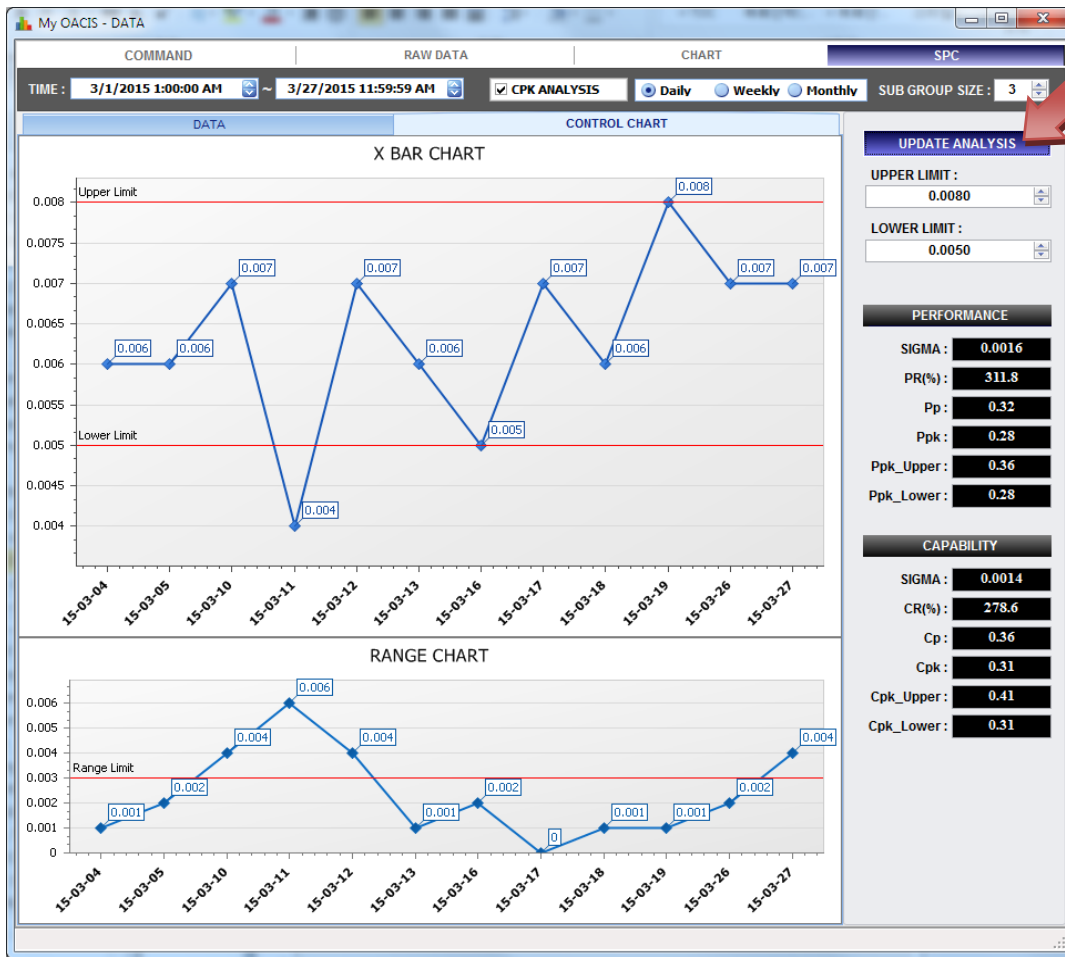 My OACIS - DATA
COMMAND RAW DATA CHART SPC
TIME : 3/1/2015 1:00:00 AM ~ 3/27/2015 11:59:59 AM CPK ANALYSIS Daily Weekly Monthly SUB GROUP SIZE : 3
DATA CONTROL CHART
X BAR CHART
Upper Limit
Lower Limit
0.008
0.0075
0.007
0.0065
0.006
0.0055
0.005
0.0045
0.004
0.006
0.006
0.007
0.004
0.007
0.006
0.005
0.007
0.006
0.008
0.007
0.007
15-03-04
15-03-05
15-03-10
15-03-11
15-03-12
15-03-13
15-03-16
15-03-17
15-03-18
15-03-19
15-03-26
15-03-27
RANGE CHART
Range Limit
0.006
0.005
0.004
0.003
0.002
0.001
0
0.001
0.002
0.004
0.006
0.004
0.001
0.002
0
0.001
0.001
0.002
0.004
15-03-04
15-03-05
15-03-10
15-03-11
15-03-12
15-03-13
15-03-16
15-03-17
15-03-18
15-03-19
15-03-26
15-03-27
UPDATE ANALYSIS
UPPER LIMIT :
0.0080
LOWER LIMIT :
0.0050
PERFORMANCE
SIGMA : 0.0016
PR(%) : 311.8
Pp : 0.32
Ppk : 0.28
Ppk_Upper : 0.36
Ppk_Lower : 0.28
CAPABILITY
SIGMA : 0.0014
CR(%) : 278.6
Cp : 0.36
Cpk : 0.31
Cpk_Upper : 0.41
Cpk_Lower : 0.31